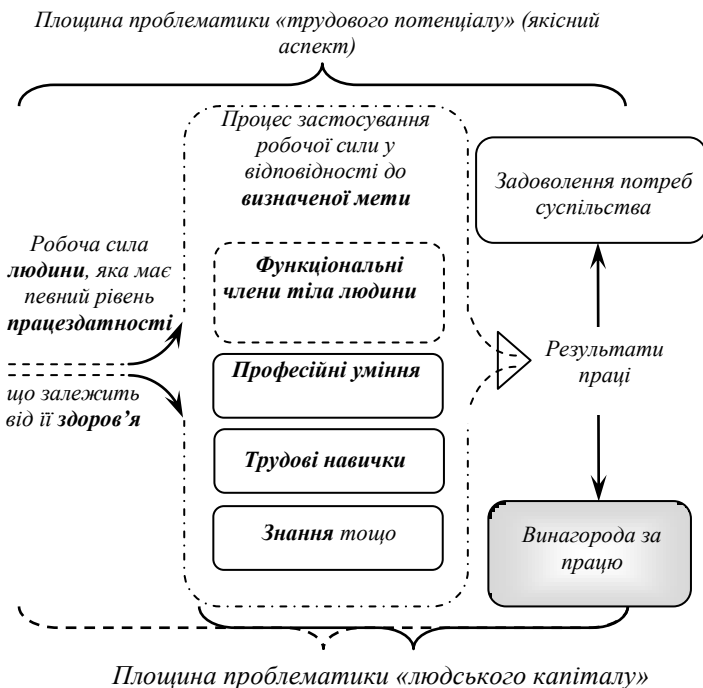 Площина проблематики «трудового потенціалу» (якісний
аспект)
Процес застосування
робочої сили у
відповідності до
визначеної мети
Задоволення потреб
суспільства
Робоча сила
людини, яка має
певний рівень
працездатності
що залежить
від її здоров’я
Функціональні
члени тіла людини
Професійні уміння
Трудові навички
Знання тощо
Результати
праці
Винагорода за
працю
Площина проблематики «людського капіталу»